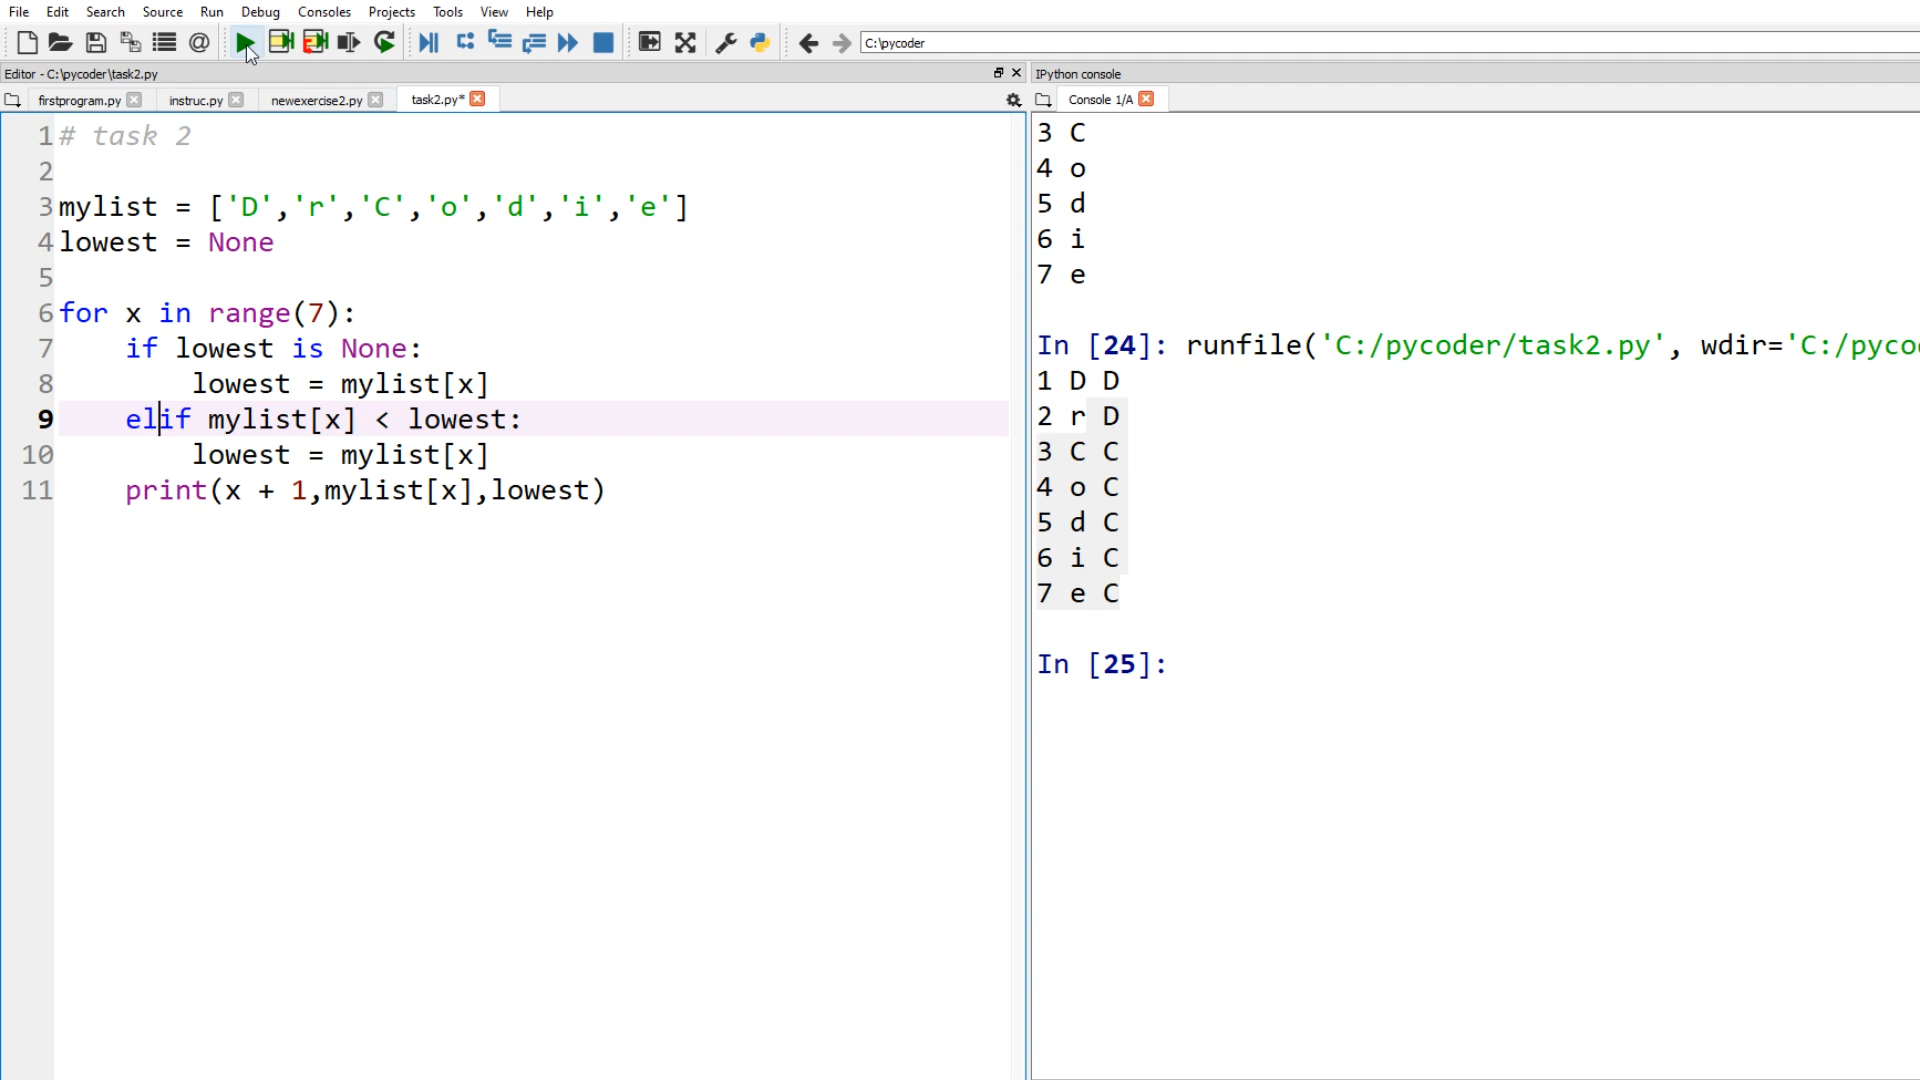 File Edit Search Source Run Debug Consoles Projects Tools View Help
C:\pycoder
Editor - C:\pycoder\task2.py
firstprogram.py instruc.py newexercise2.py task2.py*
1 # task 2
2
3 mylist = ['D','r','C','o','d','i','e']
4 lowest = None
5
6 for x in range(7):
7     if lowest is None:
8         lowest = mylist[x]
9     elif mylist[x] < lowest:
10         lowest = mylist[x]
11     print(x + 1,mylist[x],lowest)
IPython console
Console 1/A
3 C
4 o
5 d
6 i
7 e
In [24]: runfile('C:/pycoder/task2.py', wdir='C:/pyco
1 D D
2 r D
3 C C
4 o C
5 d C
6 i C
7 e C
In [25]: